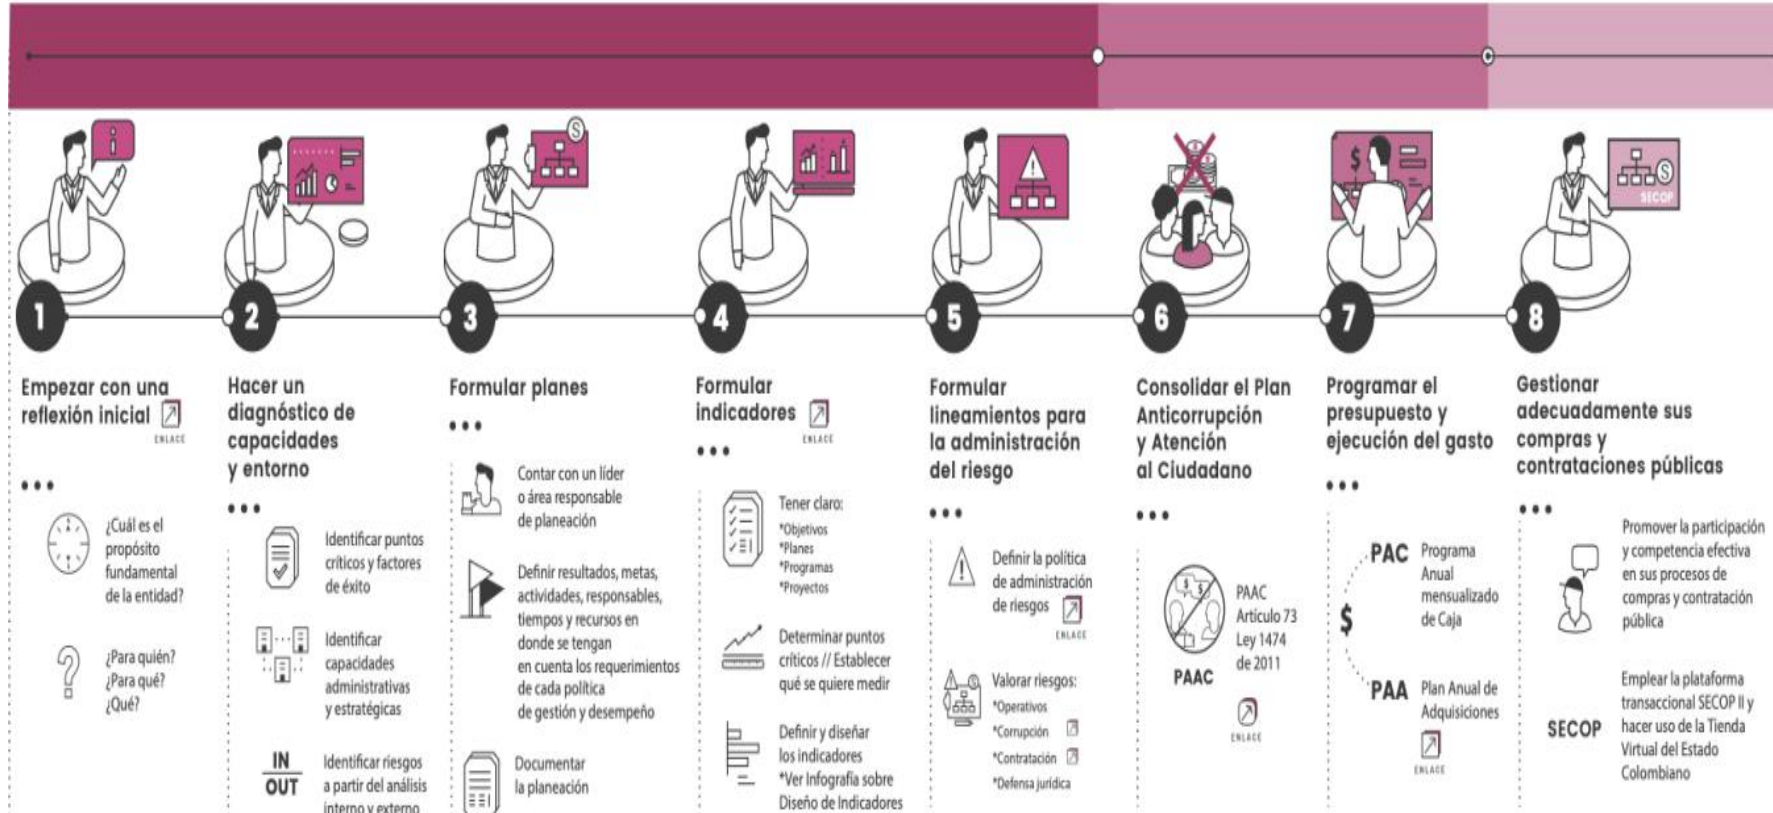 i
S
!
$
SECOP
S
1
2
3
4
5
6
7
8
Empezar con una
reflexión inicial
ENLACE
¿Cuál es el
propósito
fundamental
de la entidad?
¿Para quién?
¿Para qué?
¿Qué?
Hacer un
diagnóstico de
capacidades
y entorno
Identificar puntos
críticos y factores
de éxito
Identificar
capacidades
administrativas
y estratégicas
IN
OUT
Identificar riesgos
a partir del análisis
interno y externo
Formular planes
Contar con un líder
o área responsable
de planeación
Definir resultados, metas,
actividades, responsables,
tiempos y recursos en
donde se tengan
en cuenta los requerimientos
de cada política
de gestión y desempeño
Documentar
la planeación
Formular
indicadores
ENLACE
Tener claro:
*Objetivos
*Planes
*Programas
*Proyectos
Determinar puntos
críticos // Establecer
qué se quiere medir
Definir y diseñar
los indicadores
*Ver Infografía sobre
Diseño de Indicadores
Formular
lineamientos para
la administración
del riesgo
Definir la política
de administración
de riesgos
ENLACE
Valorar riesgos:
*Operativos
*Corrupción
*Contratación
*Defensa jurídica
Consolidar el Plan
Anticorrupción
y Atención
al Ciudadano
PAAC
PAAC
Artículo 73
Ley 1474
de 2011
ENLACE
Programar el
presupuesto y
ejecución del gasto
$
PAC
Programa
Anual
mensualizado
de Caja
PAA
Plan Anual de
Adquisiciones
ENLACE
Gestionar
adecuadamente sus
compras y
contrataciones públicas
Promover la participación
y competencia efectiva
en sus procesos de
compras y contratación
pública
SECOP
Emplear la plataforma
transaccional SECOP II y
hacer uso de la Tienda
Virtual del Estado
Colombiano